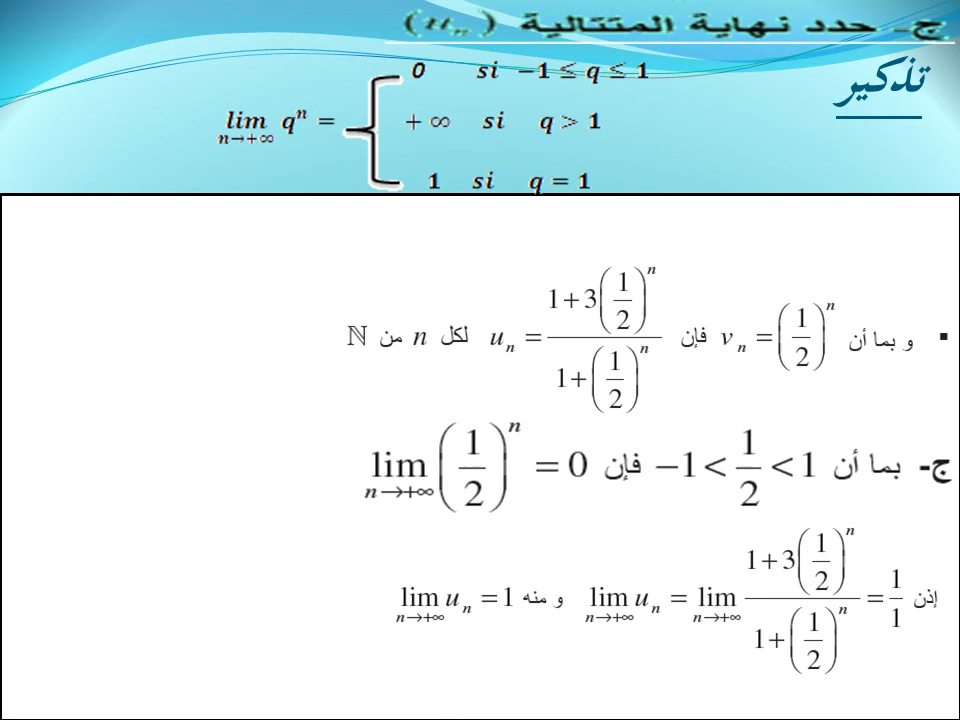 ج- حدد نهاية المتتالية (uₙ)
تذكير
lim qⁿ = { 0 si −1 ≤ q ≤ 1
n→+∞
+∞ si q > 1
1 si q = 1
▪ و بما أن vₙ = (1/2)ⁿ فإن uₙ = (1+3(1/2)ⁿ)/(1+(1/2)ⁿ) لكل n من ℕ
ج- بما أن −1 < 1/2 < 1 فإن lim n→+∞ (1/2)ⁿ = 0
إذن lim n→+∞ uₙ = lim n→+∞ (1+3(1/2)ⁿ)/(1+(1/2)ⁿ) = 1/1 و منه lim n→+∞ uₙ = 1